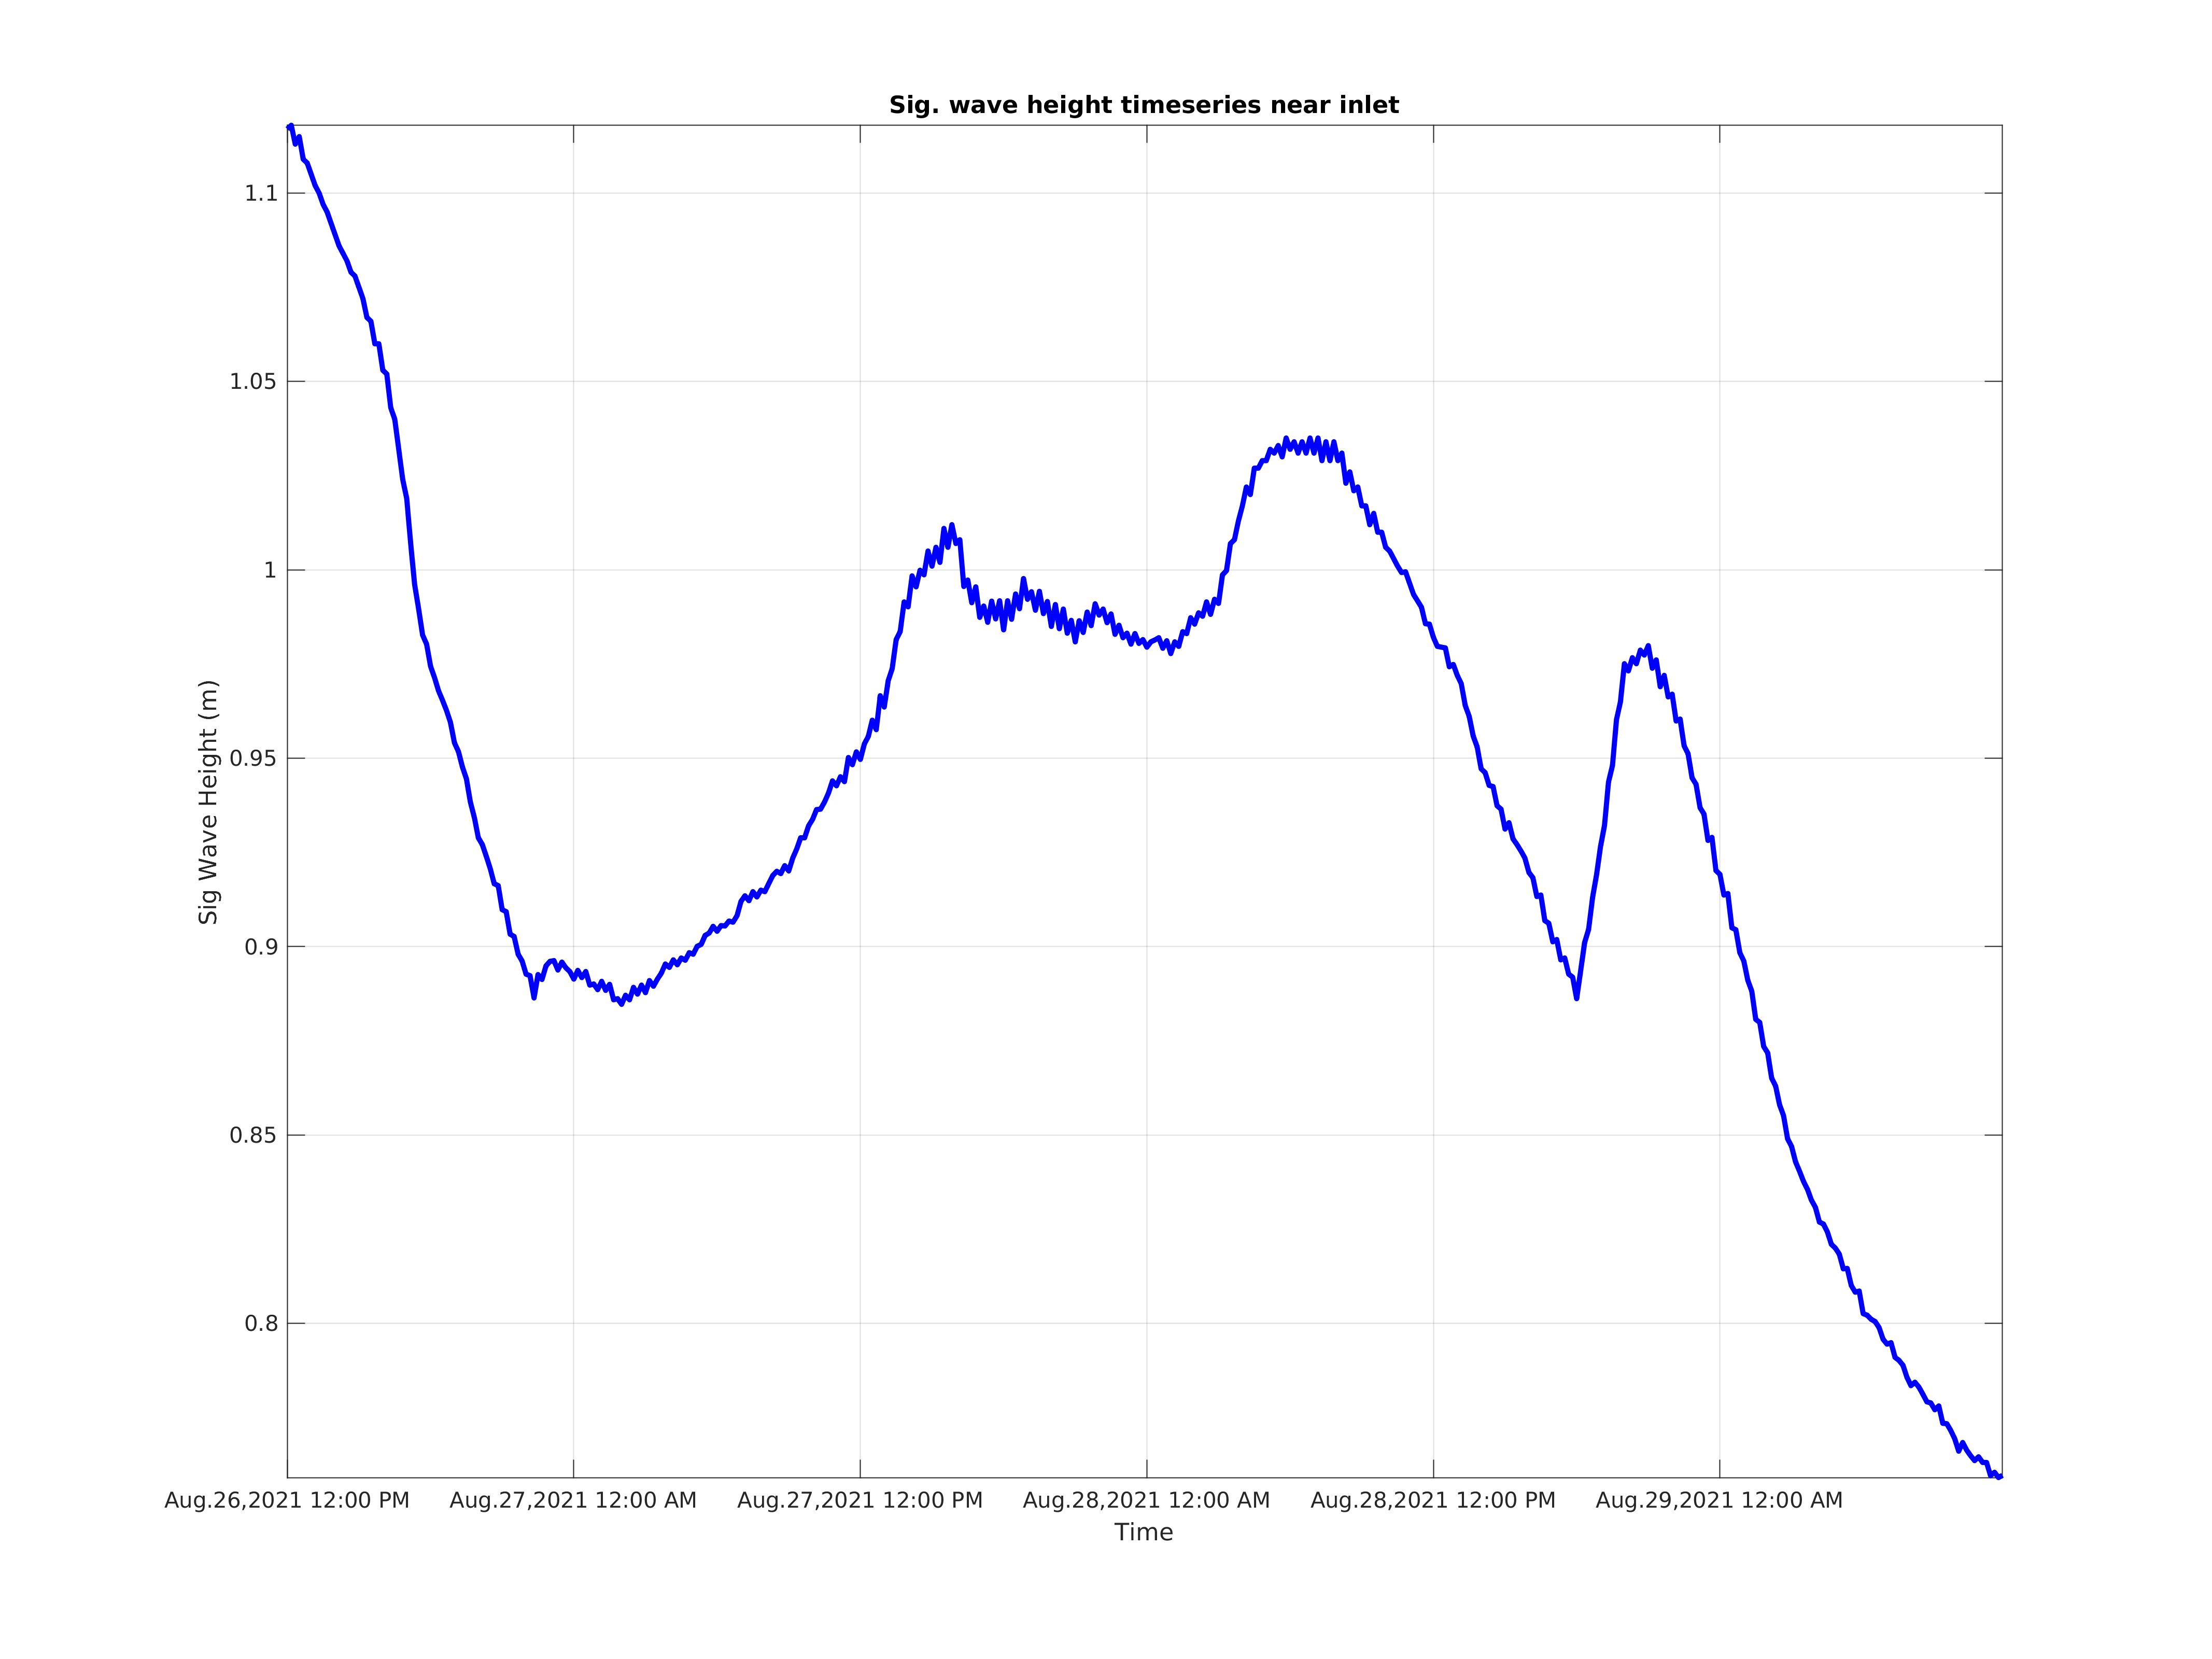 Sig. wave height timeseries near inlet
1.1
1.05
1
0.95
0.9
0.85
0.8
Sig Wave Height (m)
Aug.26,2021 12:00 PM
Aug.27,2021 12:00 AM
Aug.27,2021 12:00 PM
Aug.28,2021 12:00 AM
Aug.28,2021 12:00 PM
Aug.29,2021 12:00 AM
Time